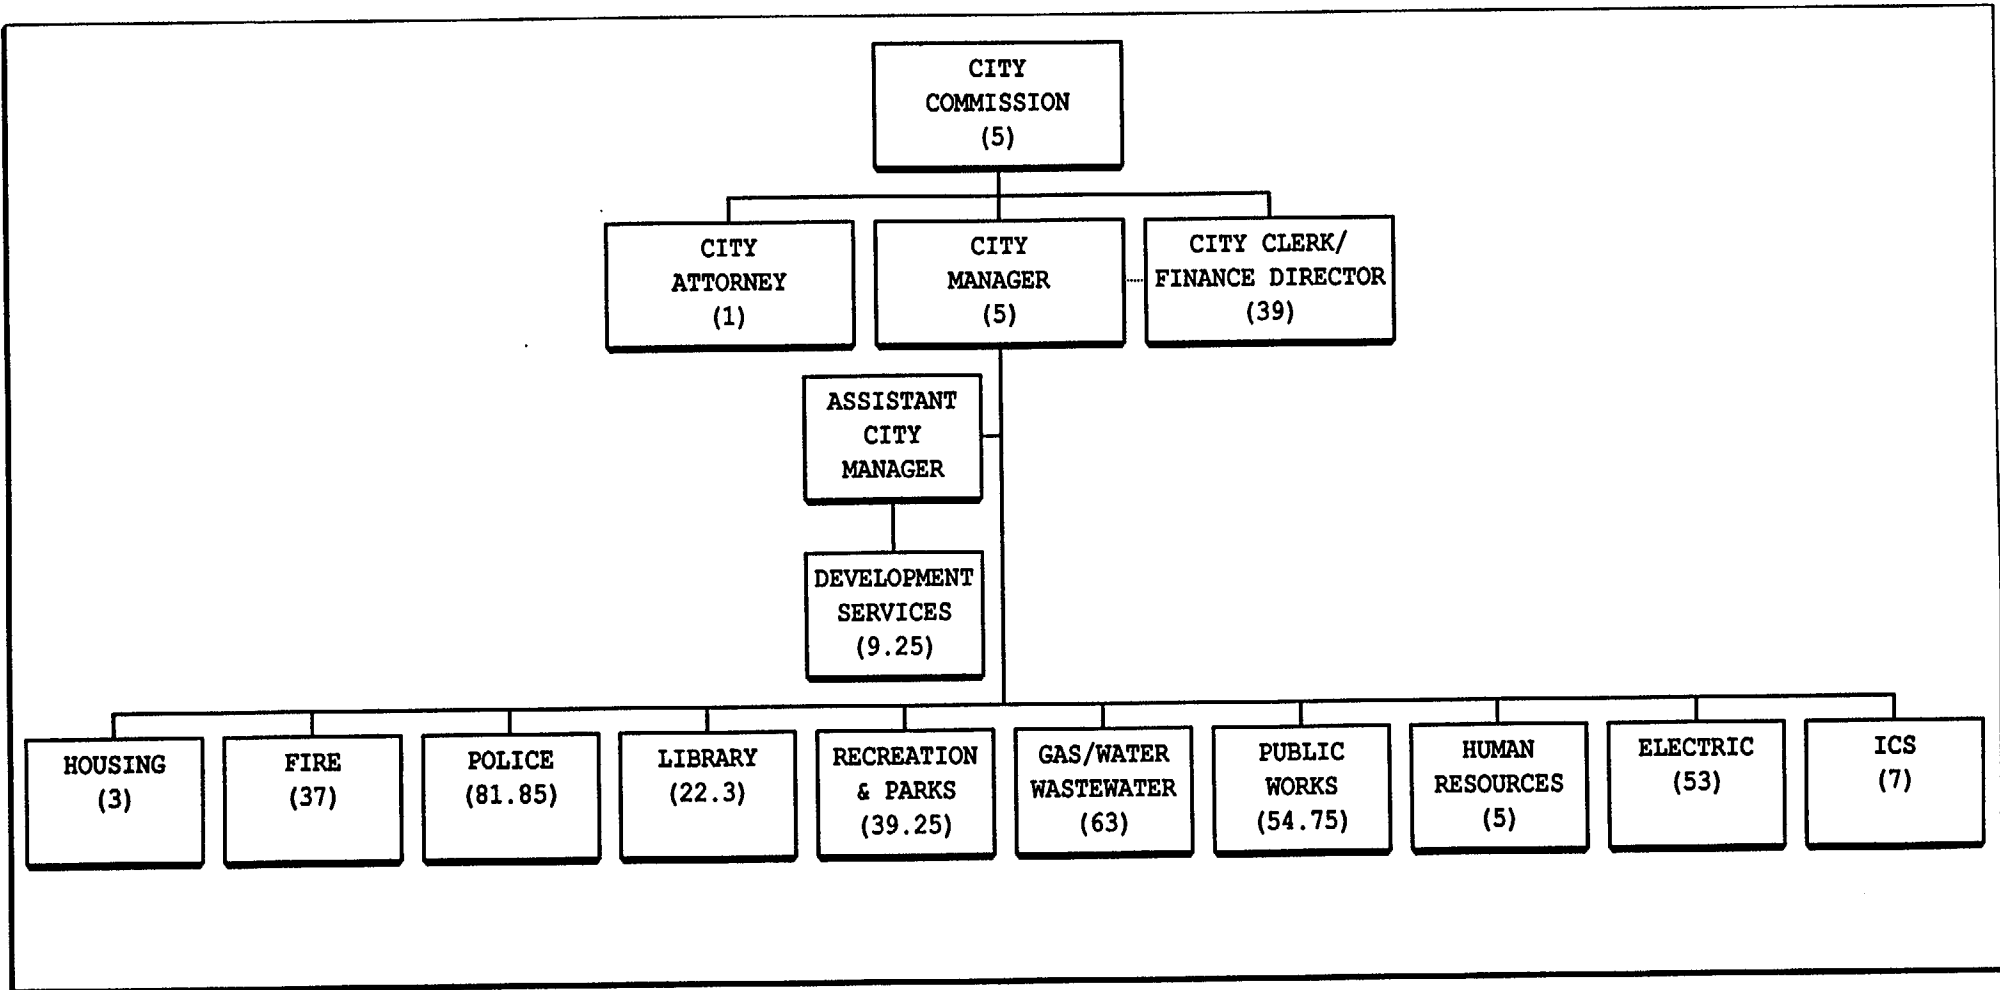 CITY
COMMISSION
(5)
CITY
ATTORNEY
(1)
CITY
MANAGER
(5)
CITY CLERK/
FINANCE DIRECTOR
(39)
ASSISTANT
CITY
MANAGER
DEVELOPMENT
SERVICES
(9.25)
HOUSING
(3)
FIRE
(37)
POLICE
(81.85)
LIBRARY
(22.3)
RECREATION
& PARKS
(39.25)
GAS/WATER
WASTEWATER
(63)
PUBLIC
WORKS
(54.75)
HUMAN
RESOURCES
(5)
ELECTRIC
(53)
ICS
(7)